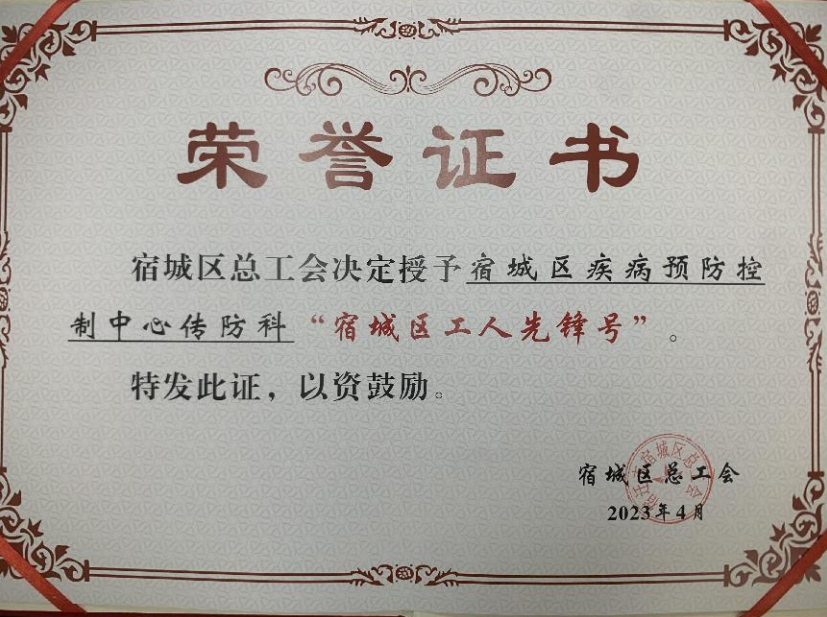 荣誉证书
宿城区总工会决定授予宿城区疾病预防控
制中心传防科“宿城区工人先锋号”。
特发此证，以资鼓励。
宿城区总工会
2023年4月